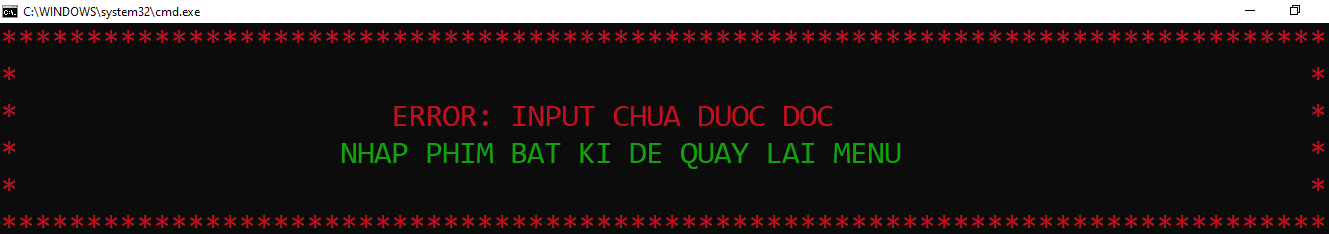 C:\WINDOWS\system32\cmd.exe
******************************************************************************
* *
* ERROR: INPUT CHUA DUOC DOC *
* NHAP PHIM BAT KI DE QUAY LAI MENU *
* *
******************************************************************************